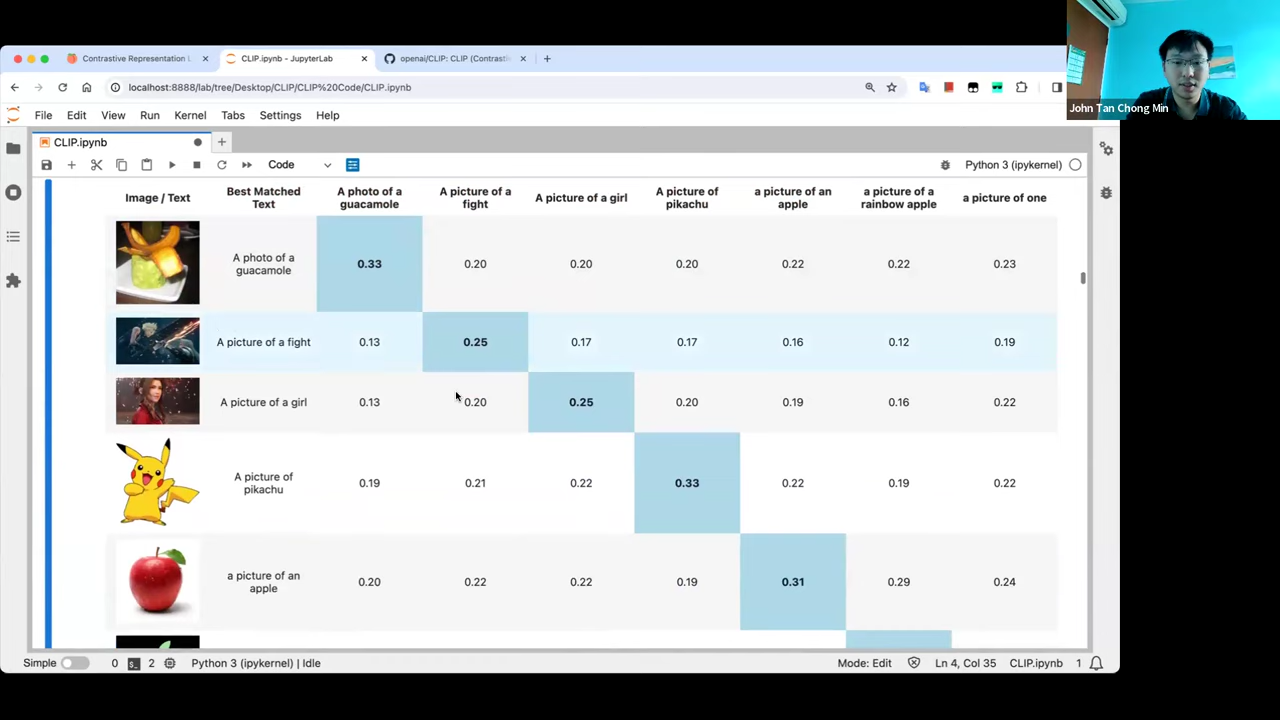 Contrastive Representation L
CLIP.ipynb - JupyterLab
openai/CLIP: CLIP (Contrasti
localhost:8888/lab/tree/Desktop/CLIP/CLIP%20Code/CLIP.ipynb
John Tan Chong Min
File Edit View Run Kernel Tabs Settings Help
CLIP.ipynb
Code
Python 3 (ipykernel)
Image / Text
Best Matched
Text
A photo of a
guacamole
A picture of a
fight
A picture of a girl
A picture of
pikachu
a picture of an
apple
a picture of a
rainbow apple
a picture of one
A photo of a
guacamole
0.33 0.20 0.20 0.20 0.22 0.22 0.23
A picture of a fight 0.13 0.25 0.17 0.17 0.16 0.12 0.19
A picture of a girl 0.13 0.20 0.25 0.20 0.19 0.16 0.22
A picture of
pikachu
0.19 0.21 0.22 0.33 0.22 0.19 0.22
a picture of an
apple
0.20 0.22 0.22 0.19 0.31 0.29 0.24
Simple 0 2 Python 3 (ipykernel) | Idle Mode: Edit Ln 4, Col 35 CLIP.ipynb 1